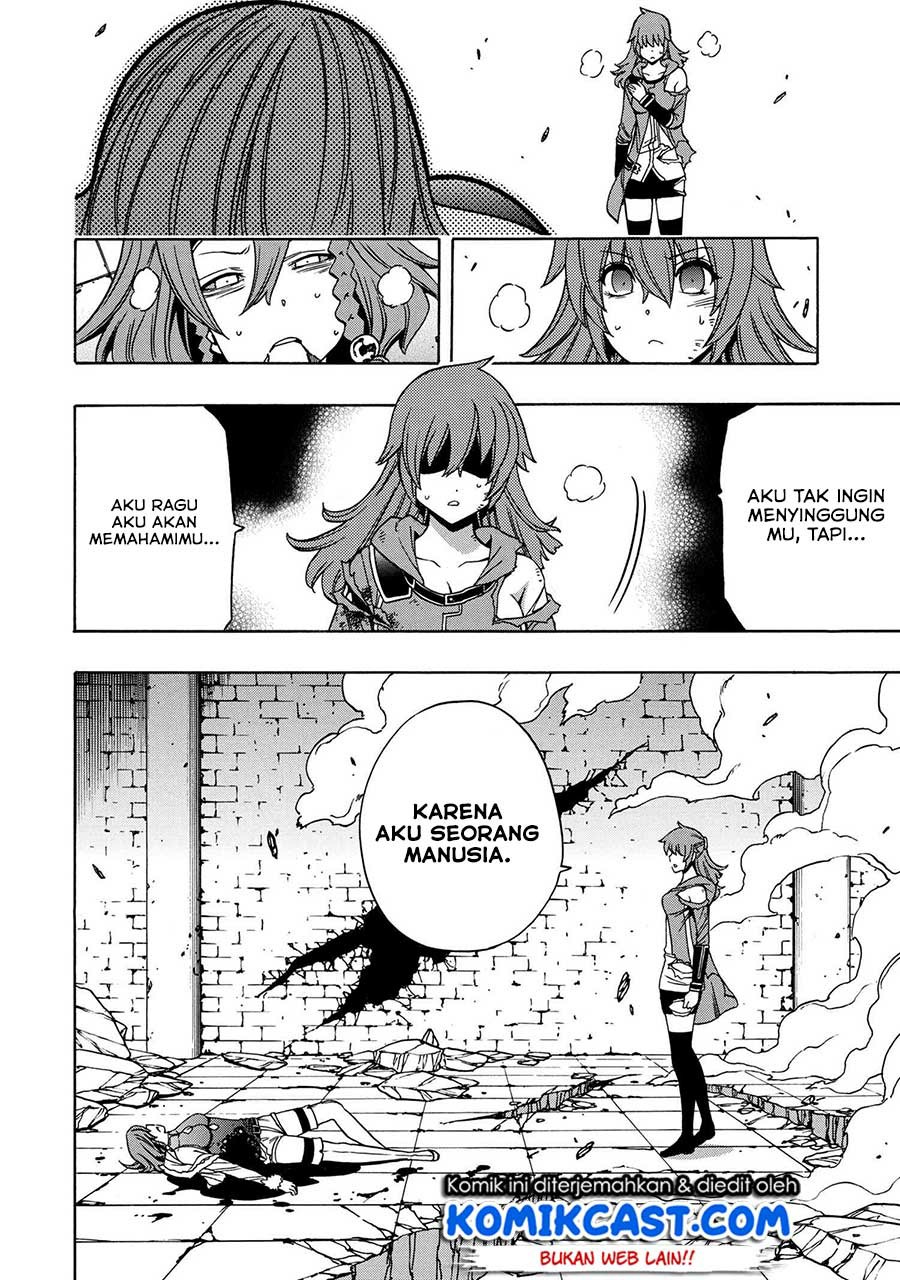 AKU TAK INGIN
MENYINGGUNG
MU, TAPI...
AKU RAGU
AKU AKAN
MEMAHAMIMU...
KARENA
AKU SEORANG
MANUSIA.
Komik ini diterjemahkan & diedit oleh
KOMIKCAST.COM
BUKAN WEB LAIN!!